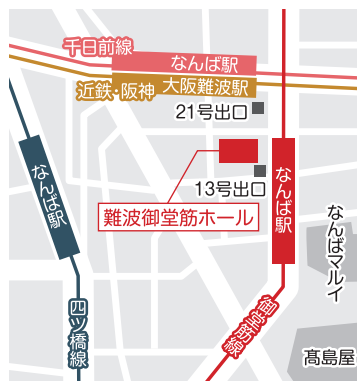 千日前線
なんば駅
近鉄・阪神
大阪難波駅
21号出口
なんば駅
13号出口
なんば駅
難波御堂筋ホール
なんばマルイ
四ツ橋線
御堂筋線
髙島屋